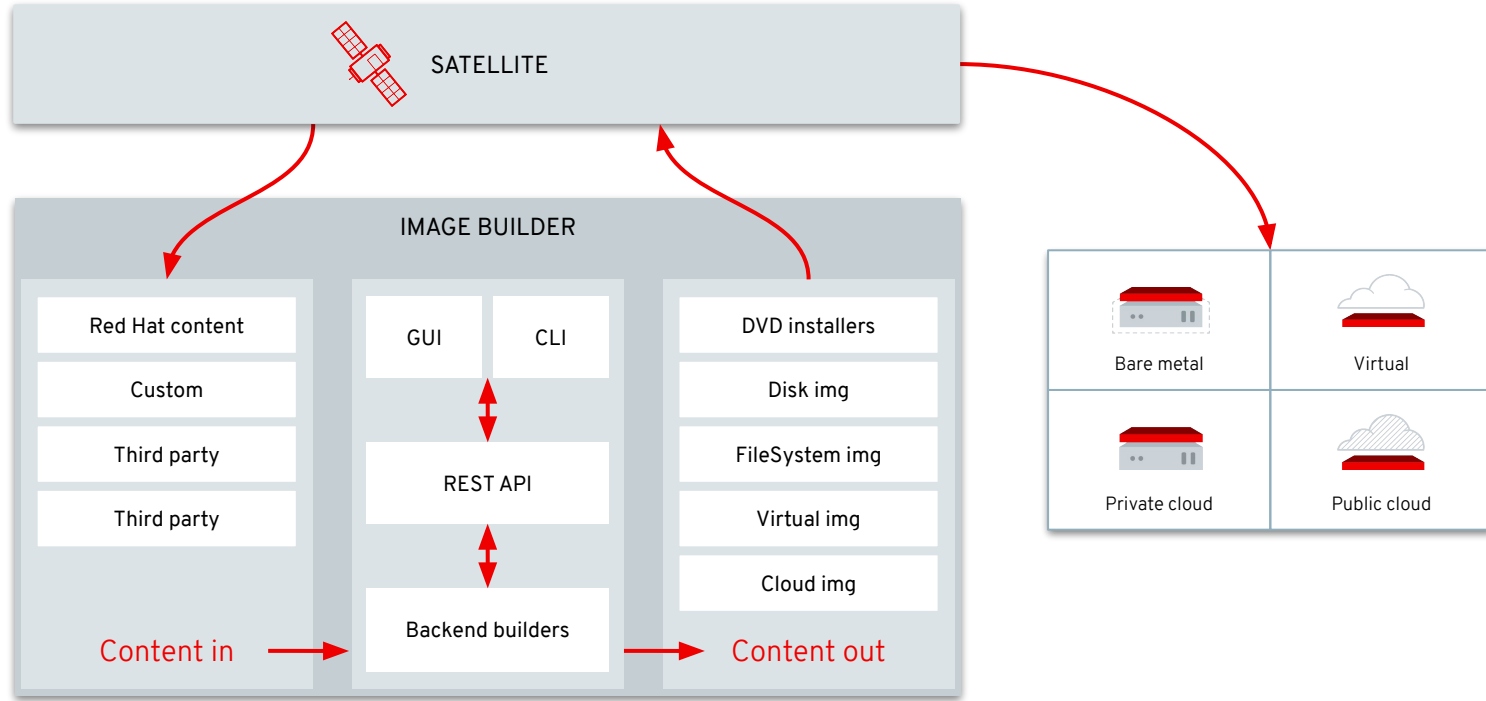 SATELLITE
IMAGE BUILDER
Red Hat content
Custom
Third party
Third party
Content in
GUI
CLI
REST API
Backend builders
DVD installers
Disk img
FileSystem img
Virtual img
Cloud img
Content out
Bare metal
Virtual
Private cloud
Public cloud